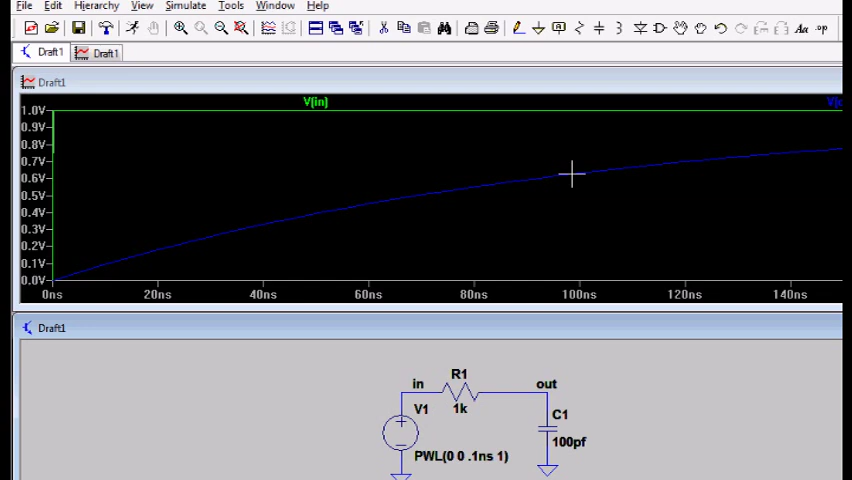 File Edit Hierarchy View Simulate Tools Window Help
Aa .op
Draft1 Draft1
Draft1
V(in)
1.0V
0.9V
0.8V
0.7V
0.6V
0.5V
0.4V
0.3V
0.2V
0.1V
0.0V
0ns 20ns 40ns 60ns 80ns 100ns 120ns 140ns
Draft1
R1
in out
V1 1k C1
100pf
PWL(0 0 .1ns 1)